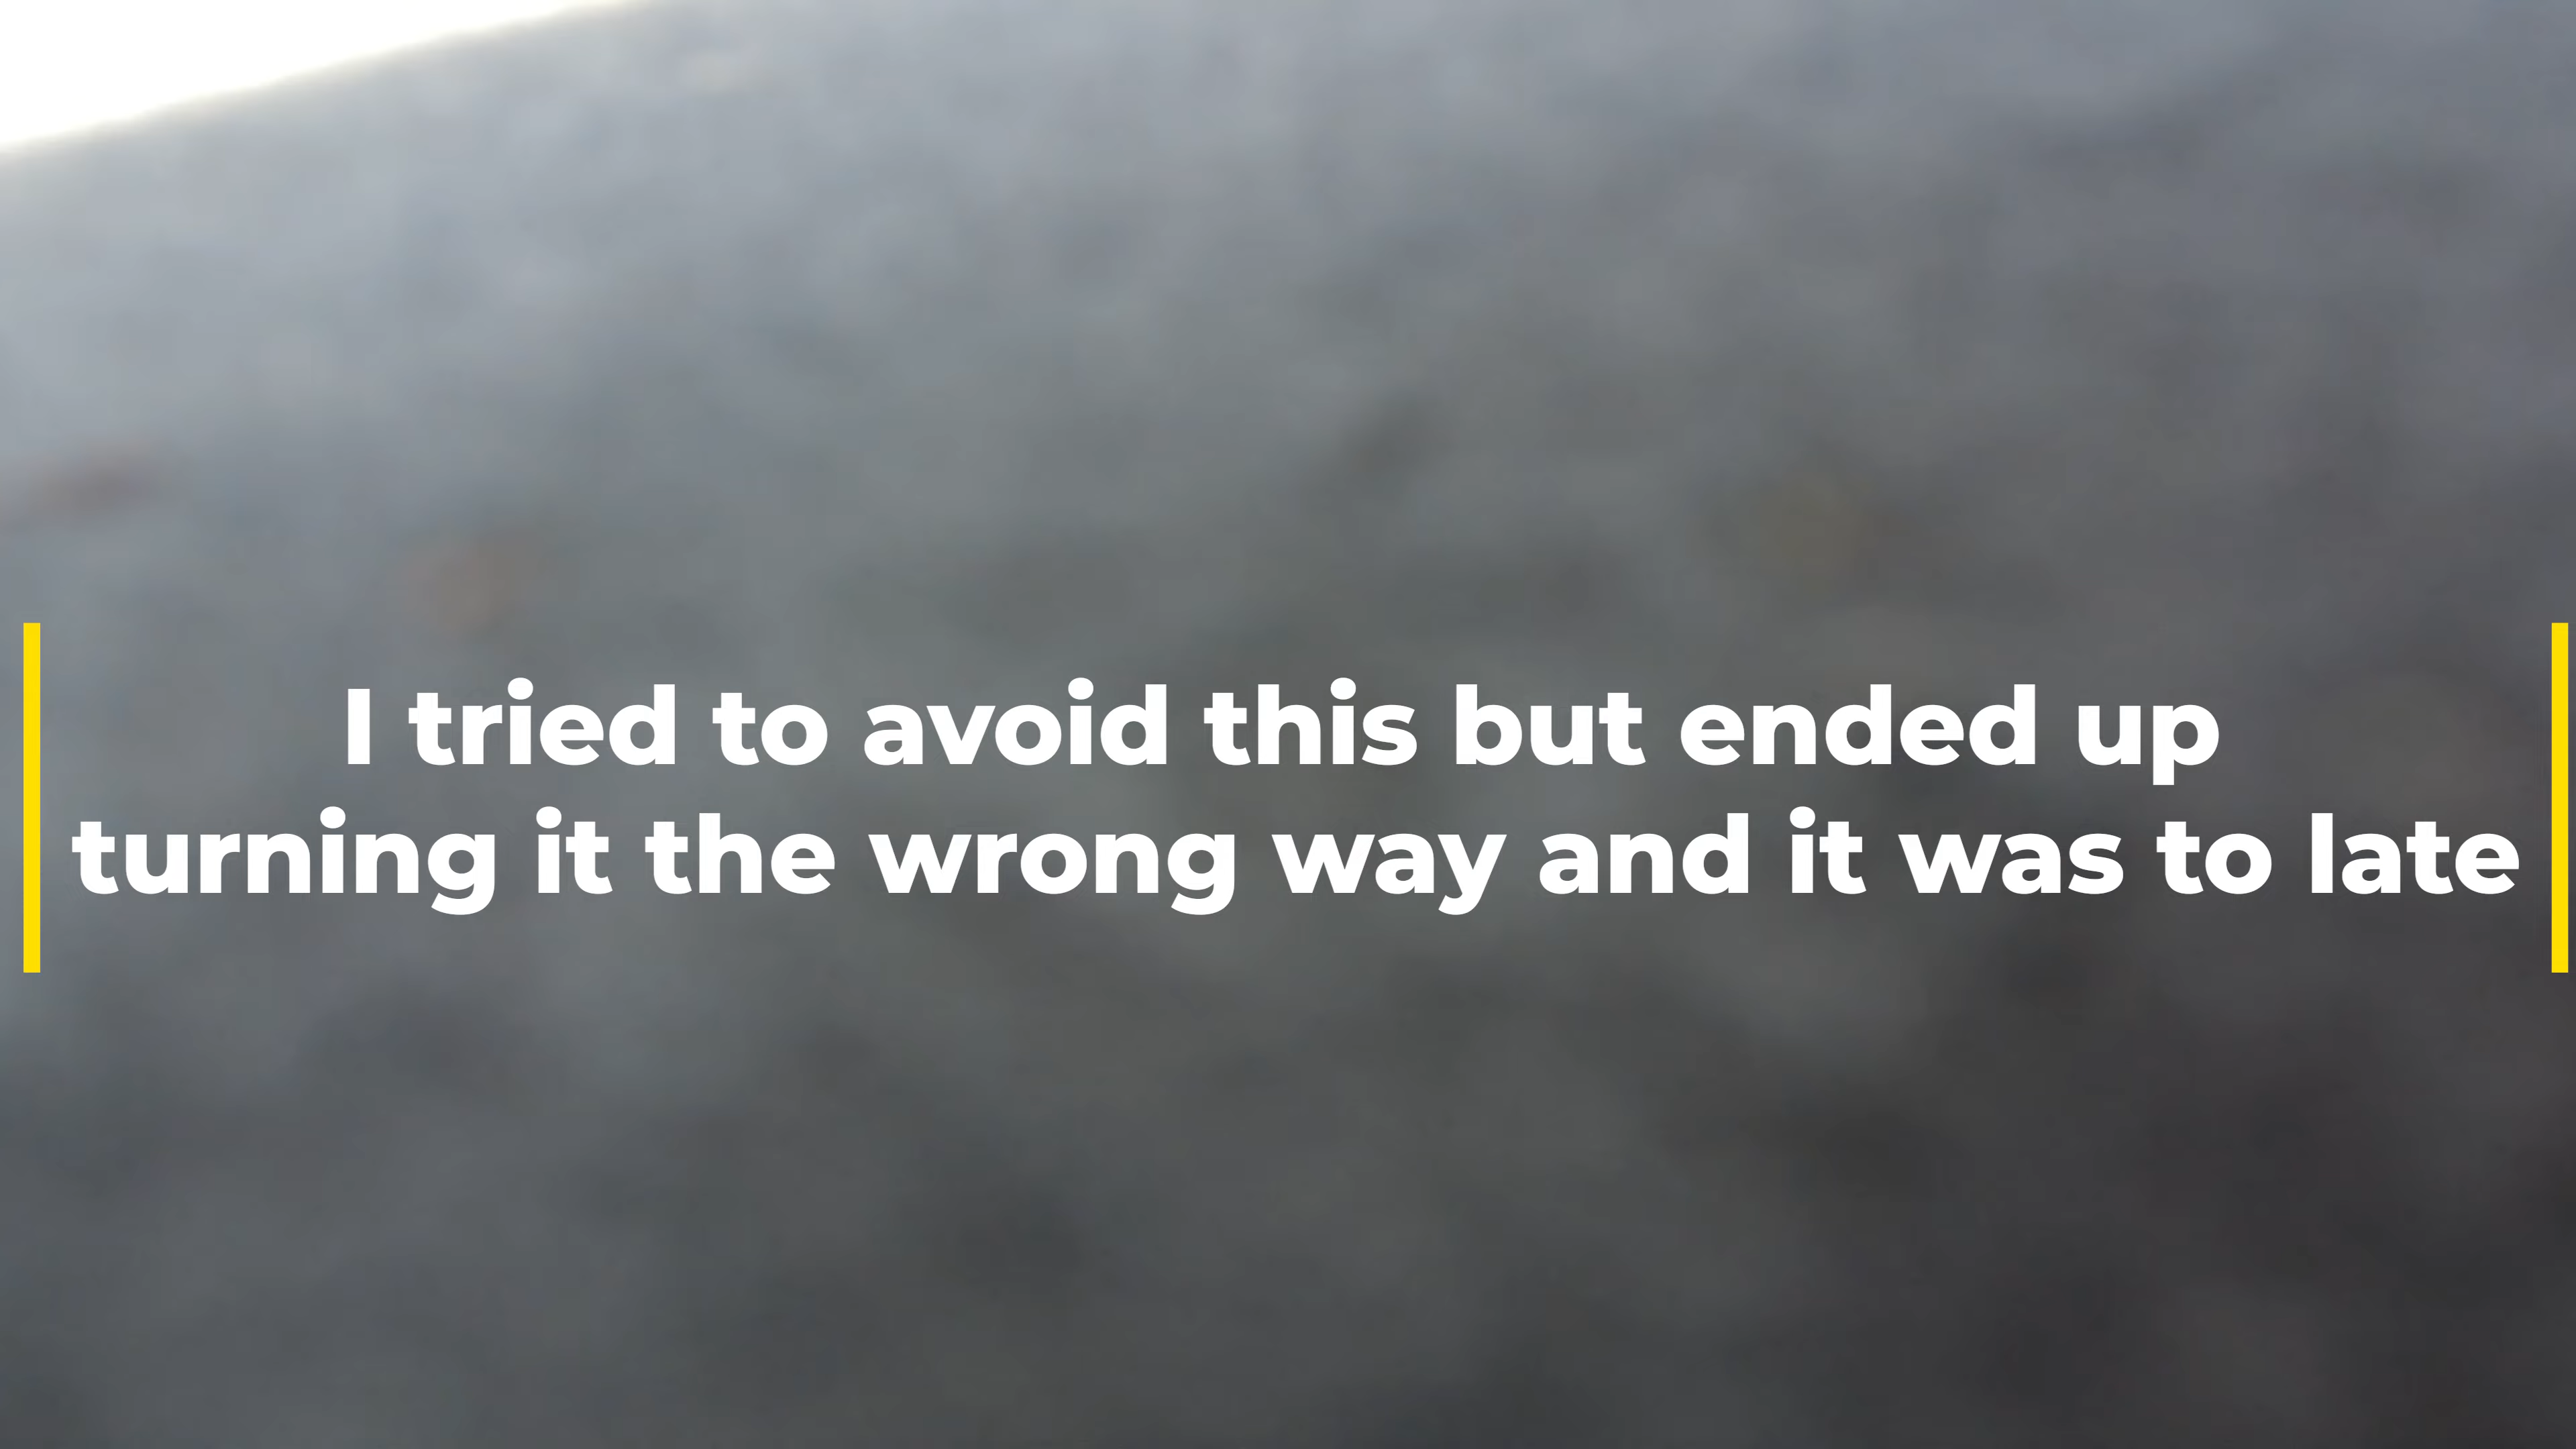 I tried to avoid this but ended up
turning it the wrong way and it was to late